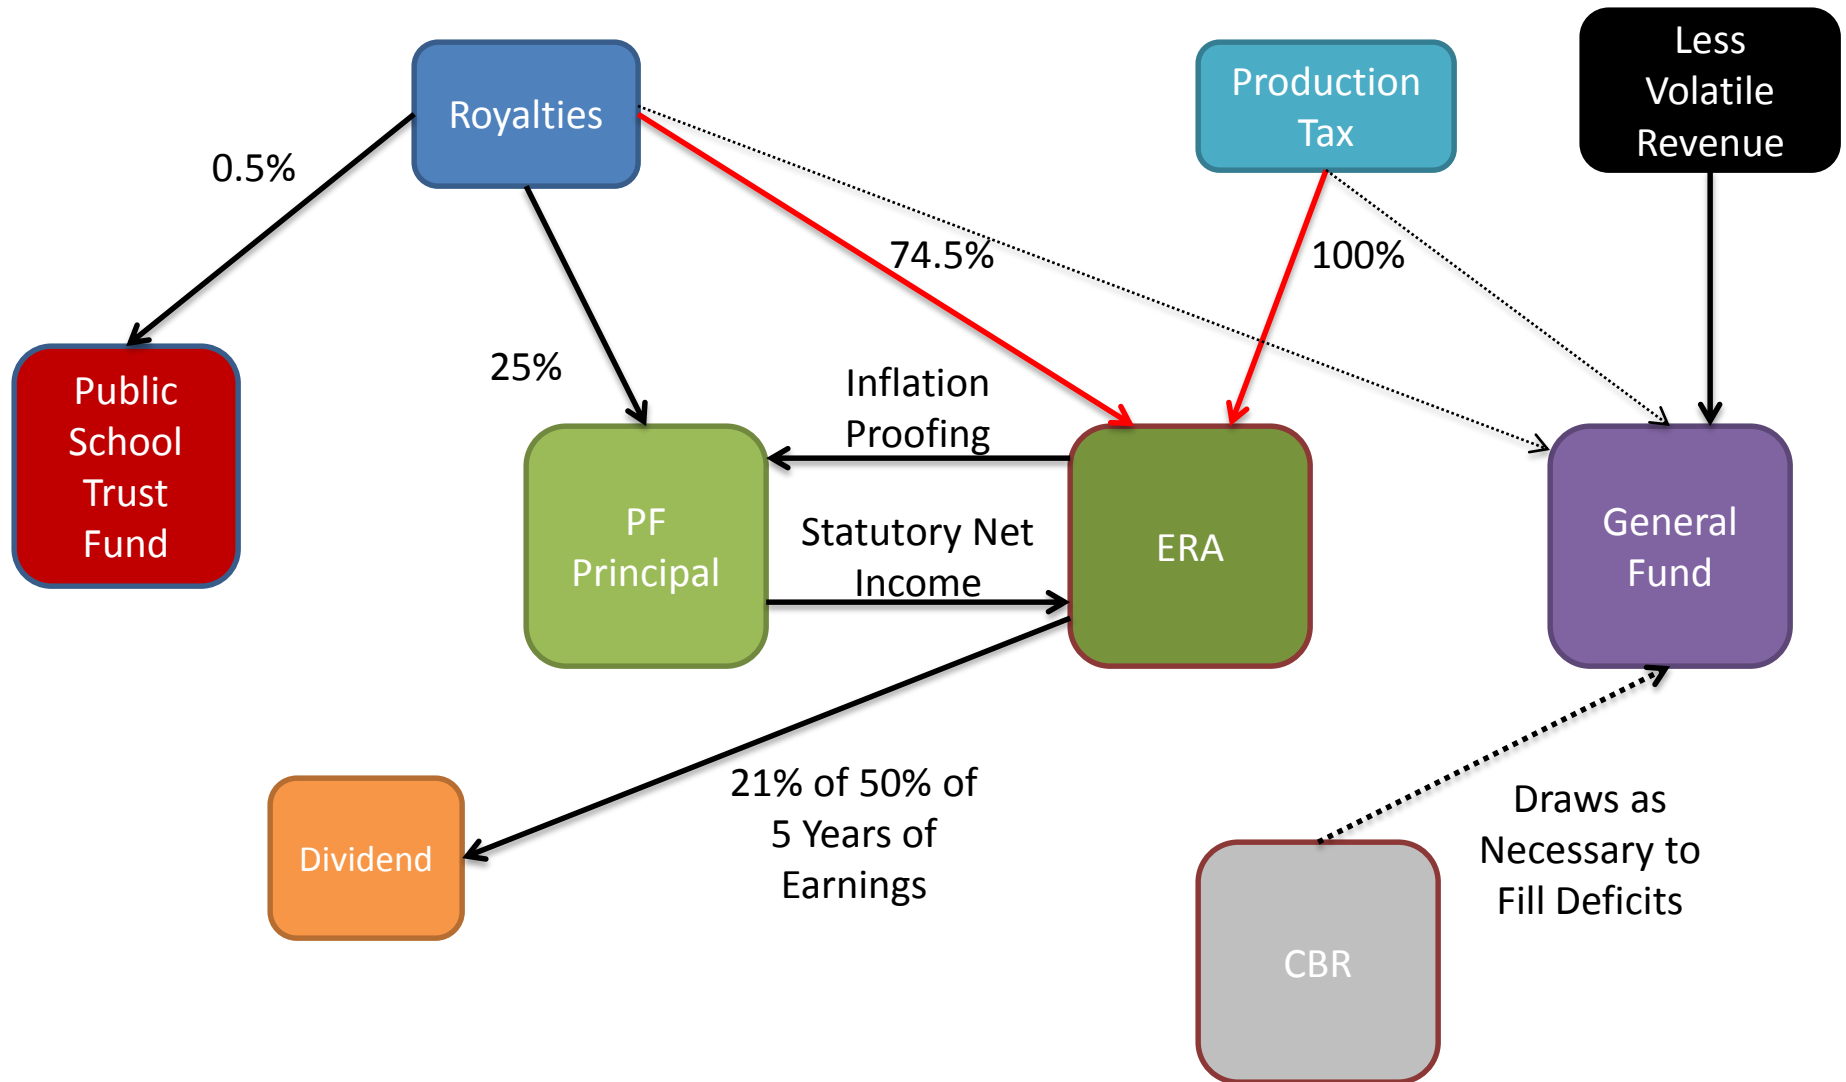 Royalties
Production
Tax
Less
Volatile
Revenue
0.5%
74.5%
100%
25%
Public
School
Trust
Fund
Inflation
Proofing
PF
Principal
Statutory Net
Income
ERA
General
Fund
Dividend
21% of 50% of
5 Years of
Earnings
Draws as
Necessary to
Fill Deficits
CBR